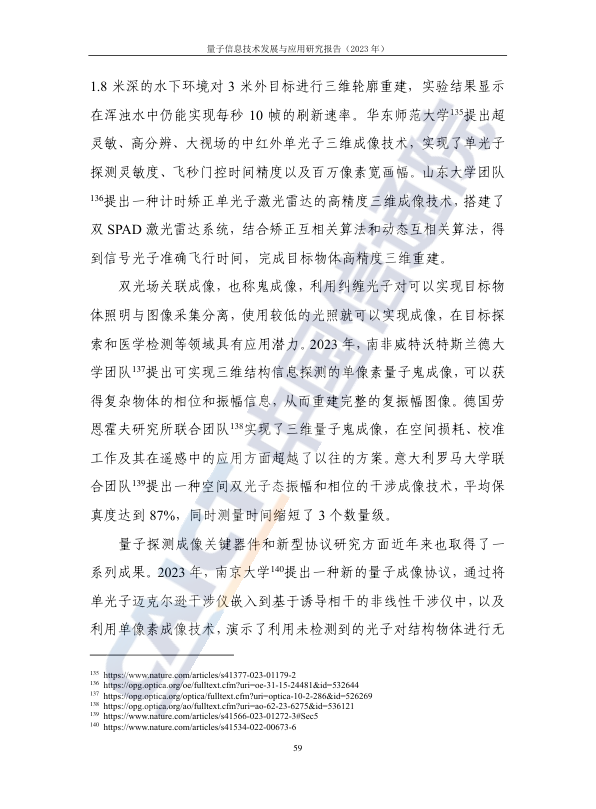 量子信息技术发展与应用研究报告（2023 年）
1.8 米深的水下环境对 3 米外目标进行三维轮廓重建，实验结果显示
在浑浊水中仍能实现每秒 10 帧的刷新速率。华东师范大学135提出超
灵敏、高分辨、大视场的中红外单光子三维成像技术，实现了单光子
探测灵敏度、飞秒门控时间精度以及百万像素宽画幅。山东大学团队
136提出一种计时矫正单光子激光雷达的高精度三维成像技术，搭建了
双 SPAD 激光雷达系统，结合矫正互相关算法和动态互相关算法，得
到信号光子准确飞行时间，完成目标物体高精度三维重建。
双光场关联成像，也称鬼成像，利用纠缠光子对可以实现目标物
体照明与图像采集分离，使用较低的光照就可以实现成像，在目标探
索和医学检测等领域具有应用潜力。2023 年，南非威特沃特斯兰德大
学团队137提出可实现三维结构信息探测的单像素量子鬼成像，可以获
得复杂物体的相位和振幅信息，从而重建完整的复振幅图像。德国劳
恩霍夫研究所联合团队138实现了三维量子鬼成像，在空间损耗、校准
工作及其在遥感中的应用方面超越了以往的方案。意大利罗马大学联
合团队139提出一种空间双光子态振幅和相位的干涉成像技术，平均保
真度达到 87%，同时测量时间缩短了 3 个数量级。
量子探测成像关键器件和新型协议研究方面近年来也取得了一
系列成果。2023 年，南京大学140提出一种新的量子成像协议，通过将
单光子迈克尔逊干涉仪嵌入到基于诱导相干的非线性干涉仪中，以及
利用单像素成像技术，演示了利用未检测到的光子对结构物体进行无
135 https://www.nature.com/articles/s41377-023-01179-2
136 https://opg.optica.org/oe/fulltext.cfm?uri=oe-31-15-24481&id=532644
137 https://opg.optica.org/optica/fulltext.cfm?uri=optica-10-2-286&id=526269
138 https://opg.optica.org/ao/fulltext.cfm?uri=ao-62-23-6275&id=536121
139 https://www.nature.com/articles/s41566-023-01272-3#Sec5
140 https://www.nature.com/articles/s41534-022-00673-6
59
CAICT 中国信通院